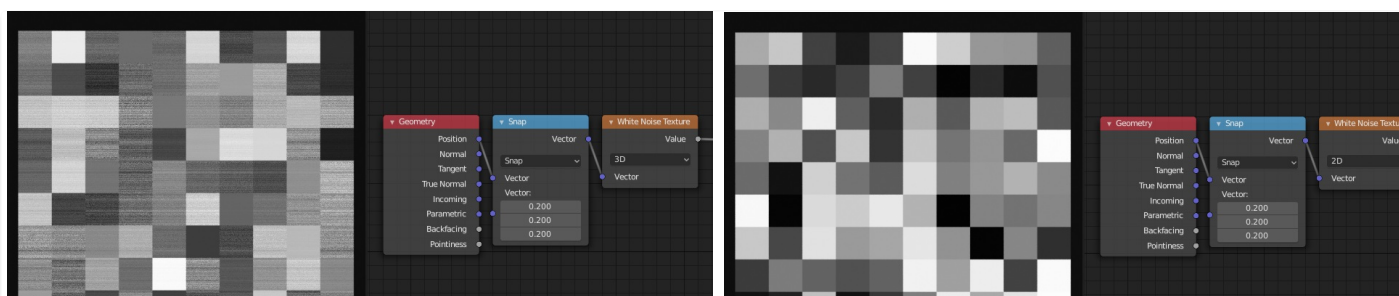 Geometry
Position
Normal
Tangent
True Normal
Incoming
Parametric
Backfacing
Pointiness
Snap
Vector
Snap
Vector
Vector:
0.200
0.200
0.200
White Noise Texture
Value
3D
Vector
Geometry
Position
Normal
Tangent
True Normal
Incoming
Parametric
Backfacing
Pointiness
Snap
Vector
Snap
Vector
Vector:
0.200
0.200
0.200
White Noise Textu
Value
2D
Vector